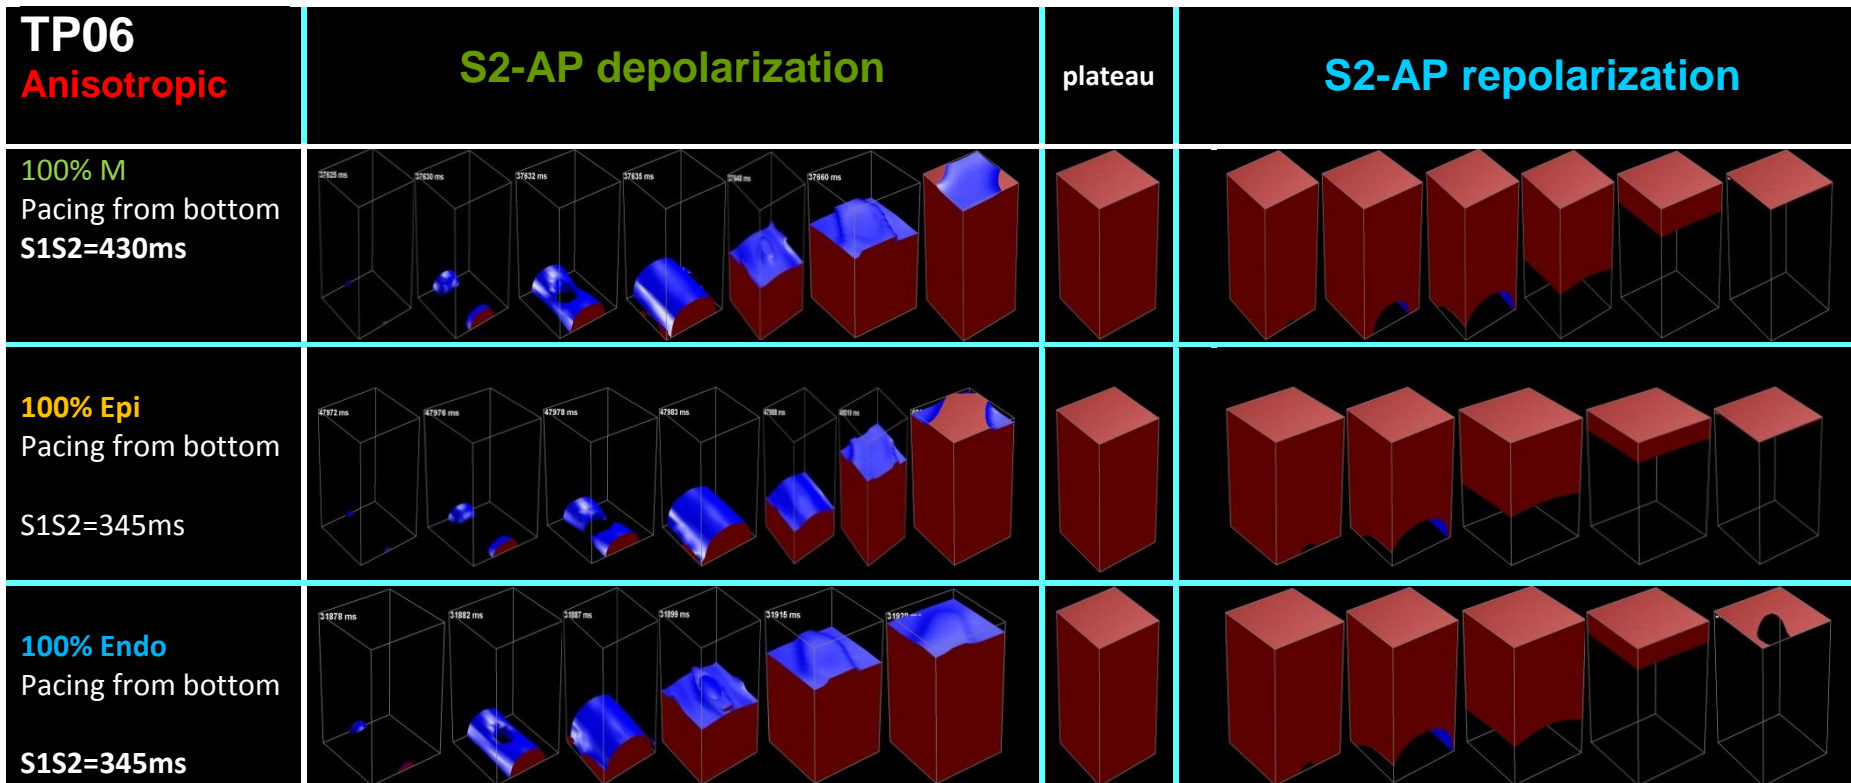 TP06
Anisotropic
S2-AP depolarization
plateau
S2-AP repolarization
100% M
Pacing from bottom
S1S2=430ms
37625 ms
37630 ms
37632 ms
37635 ms
37640 ms
37660 ms
100% Epi
Pacing from bottom
S1S2=345ms
47972 ms
47976 ms
47978 ms
47983 ms
100% Endo
Pacing from bottom
S1S2=345ms
31878 ms
31882 ms
31887 ms
31899 ms
31915 ms